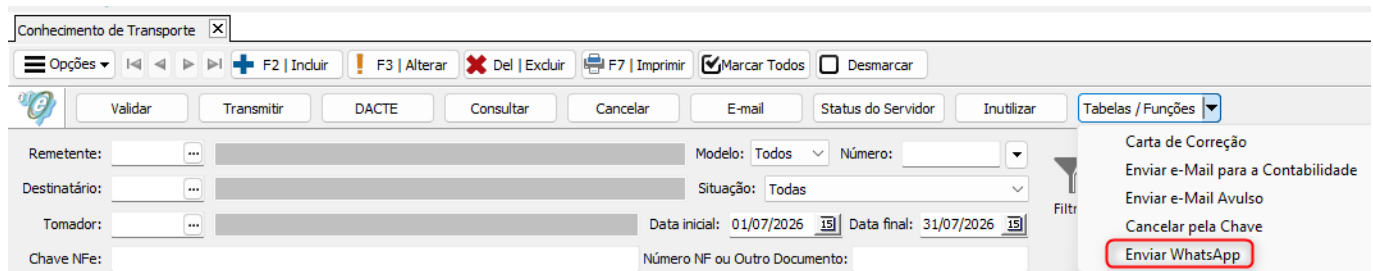 Conhecimento de Transporte
Opções F2 | Incluir F3 | Alterar Del | Excluir F7 | Imprimir Marcar Todos Desmarcar
Validar Transmitir DACTE Consultar Cancelar E-mail Status do Servidor Inutilizar Tabelas / Funções
Carta de Correção
Remetente: Modelo: Todos Número:
Enviar e-Mail para a Contabilidade
Destinatário: Situação: Todas
Enviar e-Mail Avulso
Tomador: Data inicial: 01/07/2026 15 Data final: 31/07/2026 15
Cancelar pela Chave
Chave NFe: Número NF ou Outro Documento:
Enviar WhatsApp